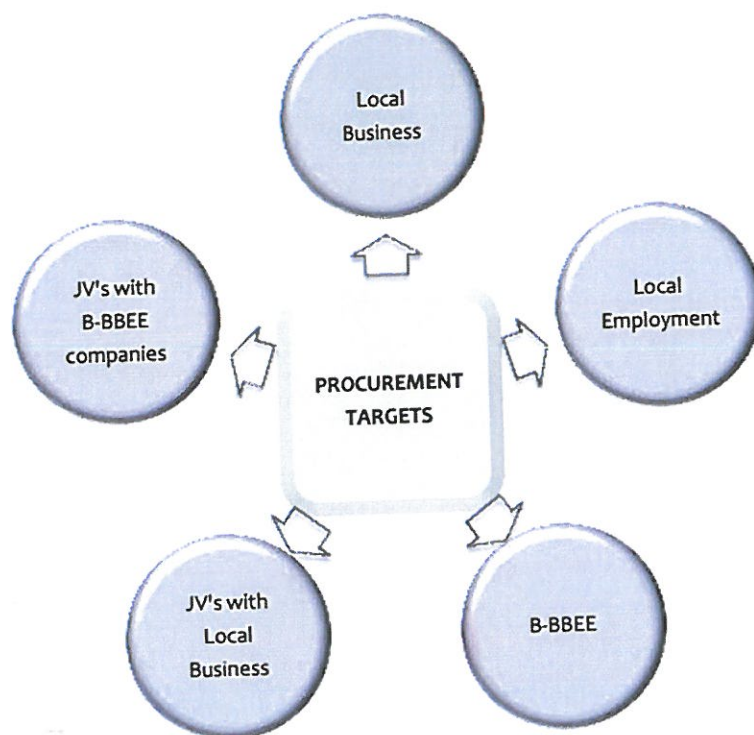 Local
Business
JV's with
B-BBEE
companies
Local
Employment
PROCUREMENT
TARGETS
JV's with
Local
Business
B-BBEE